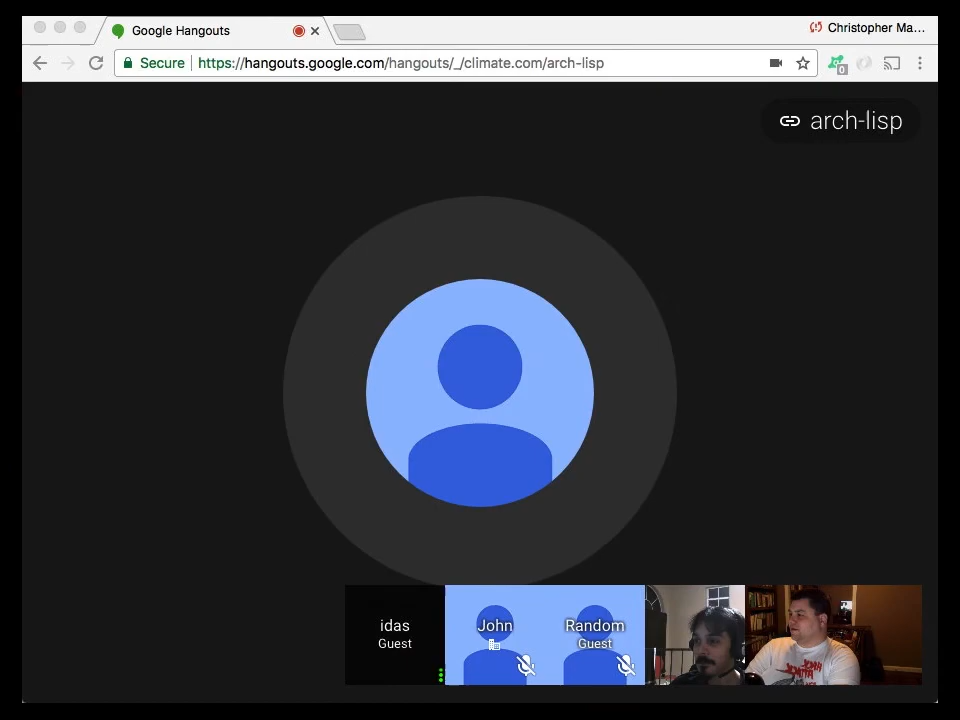 Google Hangouts
Christopher Ma...
Secure
https://hangouts.google.com/hangouts/_/climate.com/arch-lisp
0
arch-lisp
idas
Guest
John
Random
Guest